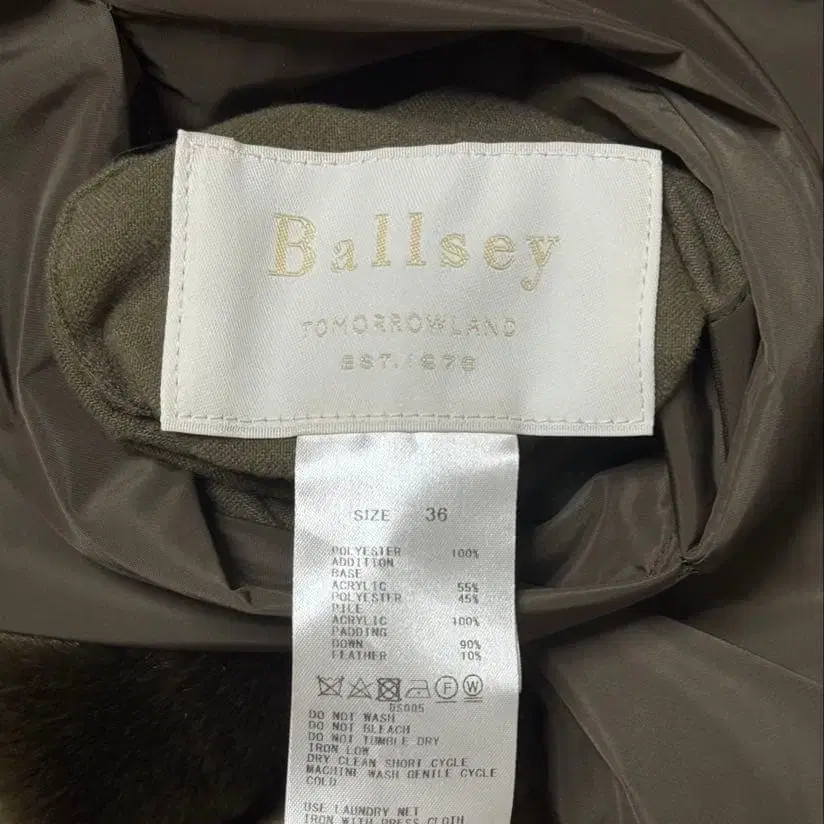 Ballsey
TOMORROWLAND
EST. 1978
SIZE 36
POLYESTER 100%
ADDITION
BASE
ACRYLIC 55%
POLYESTER 45%
PILE
ACRYLIC 100%
PADDING
DOWN 90%
FEATHER 10%
F W
DS005
DO NOT WASH
DO NOT BLEACH
DO NOT TUMBLE DRY
IRON LOW
DRY CLEAN SHORT CYCLE
MACHINE WASH GENTLE CYCLE
COLD
USE LAUNDRY NET
IRON WITH PRESS CLOTH